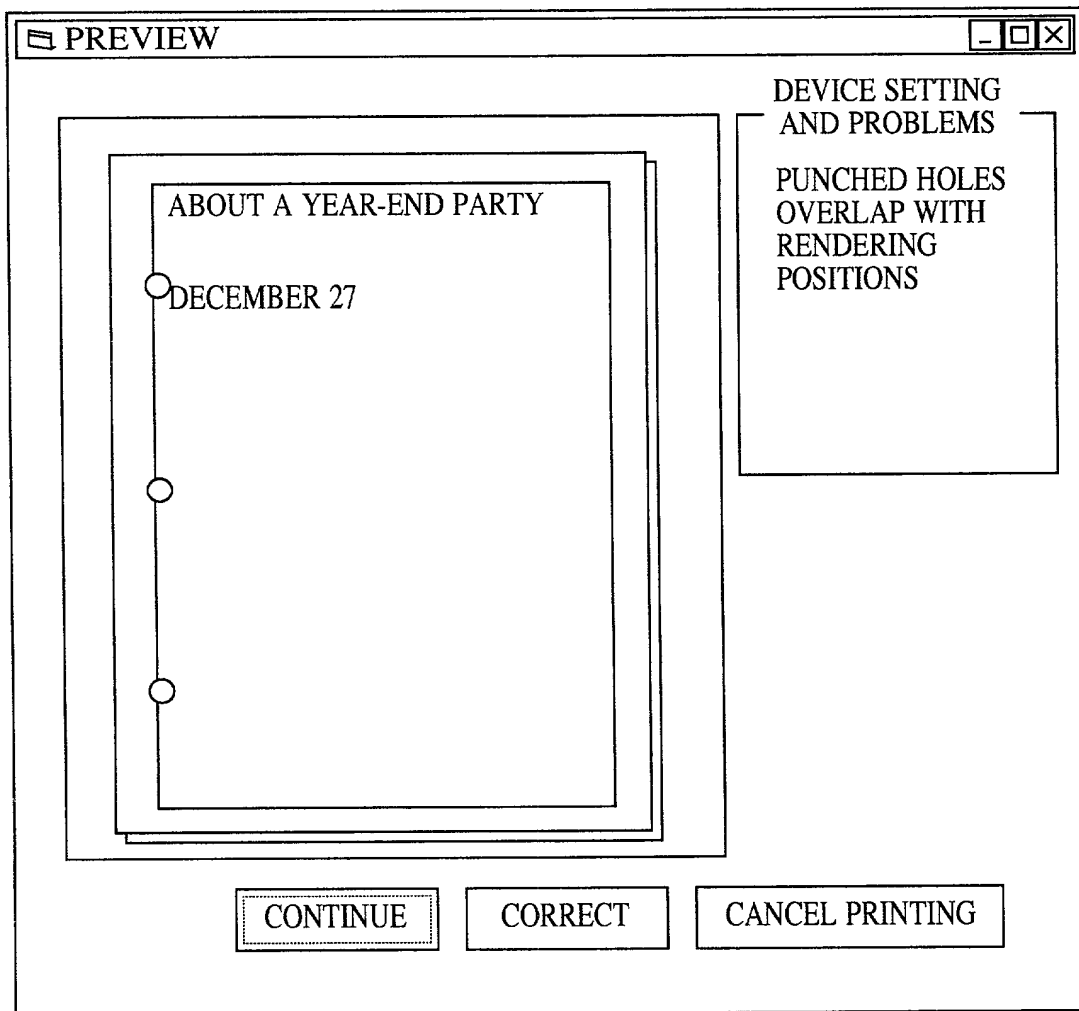 PREVIEW
ABOUT A YEAR-END PARTY
DECEMBER 27
DEVICE SETTING
AND PROBLEMS
PUNCHED HOLES
OVERLAP WITH
RENDERING
POSITIONS
CONTINUE
CORRECT
CANCEL PRINTING